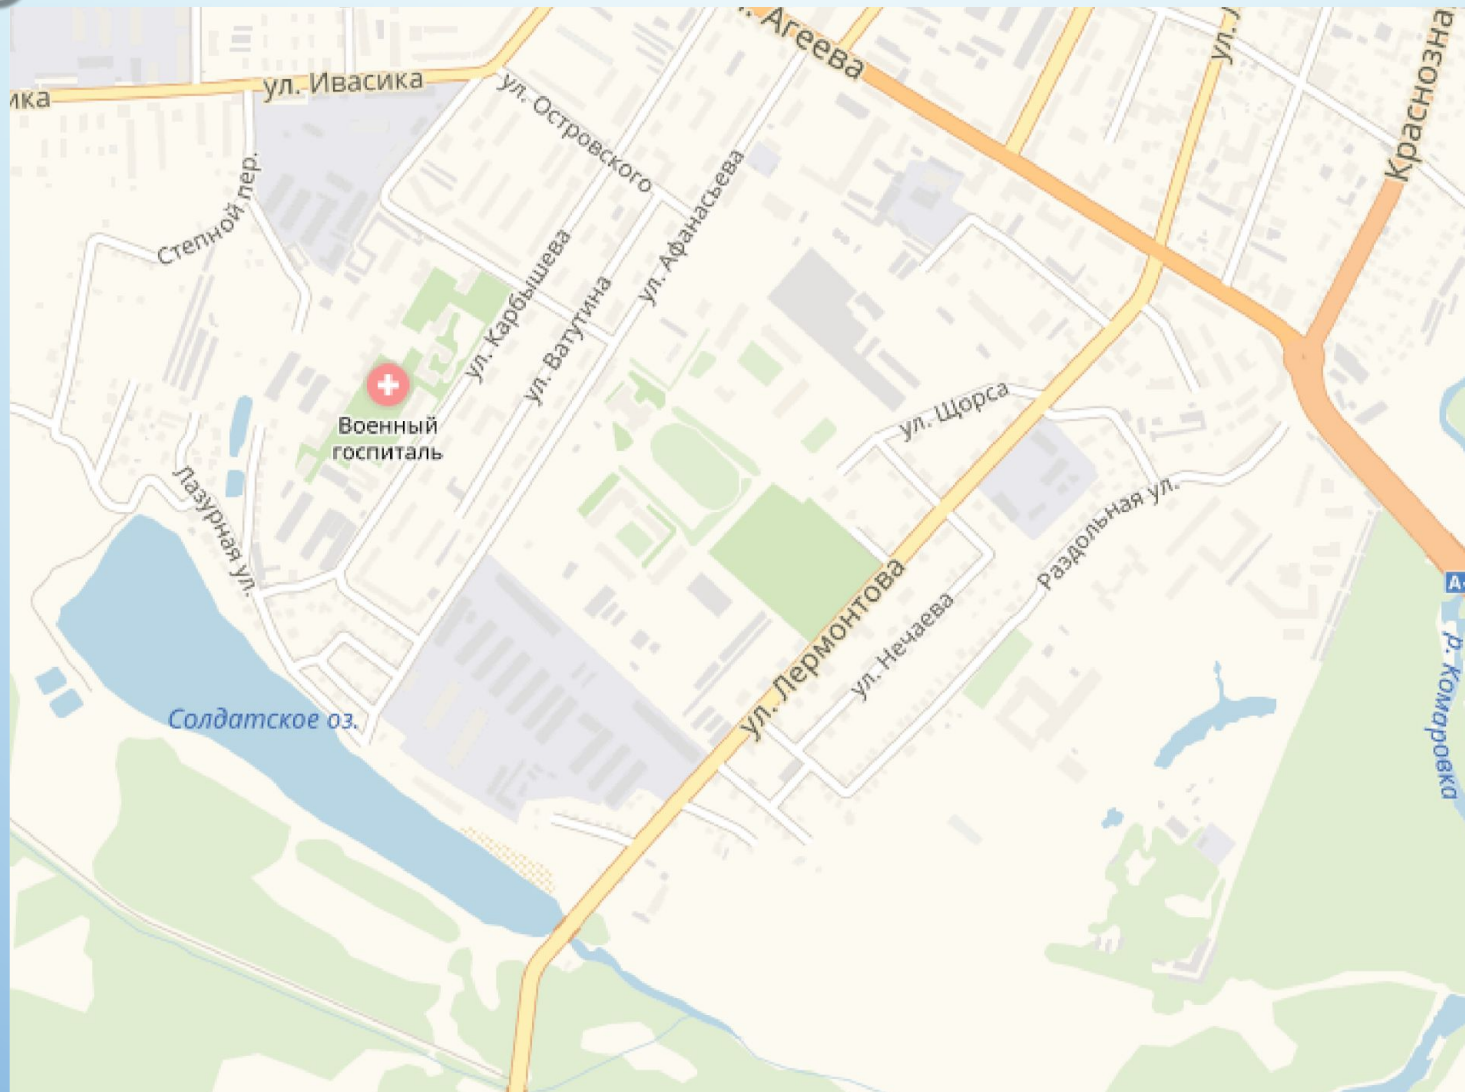 Агеева
ул.
Краснозна
ика
ул. Ивасика
ул. Островского
Степной пер.
ул. Афанасьева
ул. Карбышева
ул. Ватутина
Военный
госпиталь
ул. Щорса
Лазурная ул.
Раздольная ул.
ул. Лермонтова
ул. Нечаева
А-
р. Комаровка
Солдатское оз.